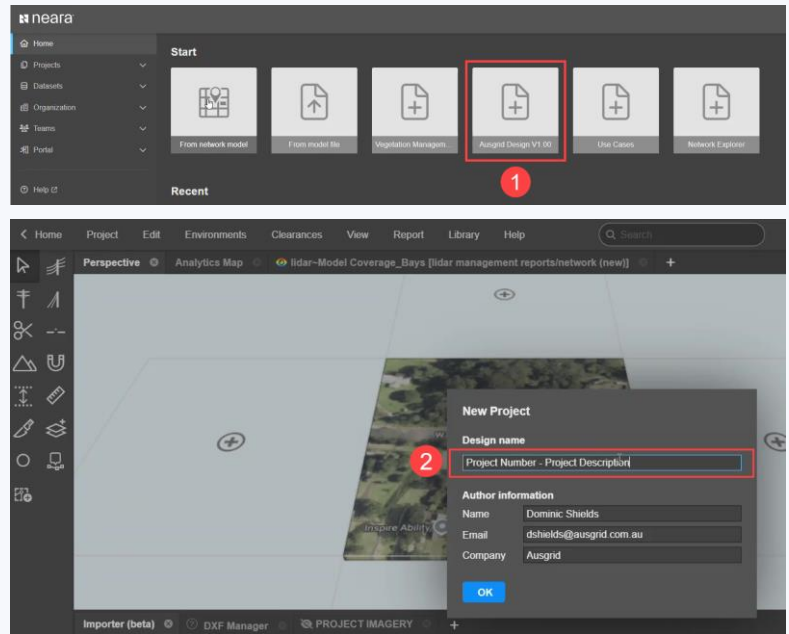 neara
Home
Start
Projects
Datasets
Organization
Teams
Portal
From network model
From model file
Vegetation Managem...
Ausgrid Design V1.00
Use Cases
Network Explorer
1
Help
Recent
Home Project Edit Environments Clearances View Report Library Help Search...
Perspective Analytics Map lidar~Model Coverage_Bays [lidar management reports/network (new)] +
New Project
Design name
2
Project Number - Project Description
Author information
Name Dominic Shields
Email dshields@ausgrid.com.au
Company Ausgrid
Inspire Ability
OK
Importer (beta) DXF Manager PROJECT IMAGERY +